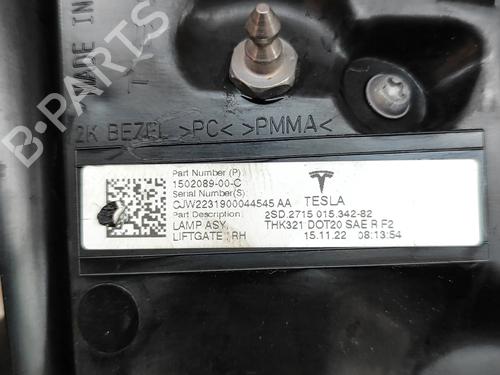 MADE IN
B-PARTS
2K BEZEL >PC< >PMMA<
Part Number (P)
1502089-00-C
Serial Number(S)
CJW2231900044545 AA TESLA
Part Description: 2SD.2715 015.342-82
LAMP ASY, THK321 DOT20 SAE R F2
LIFTGATE , RH 15.11.22 08:13:54